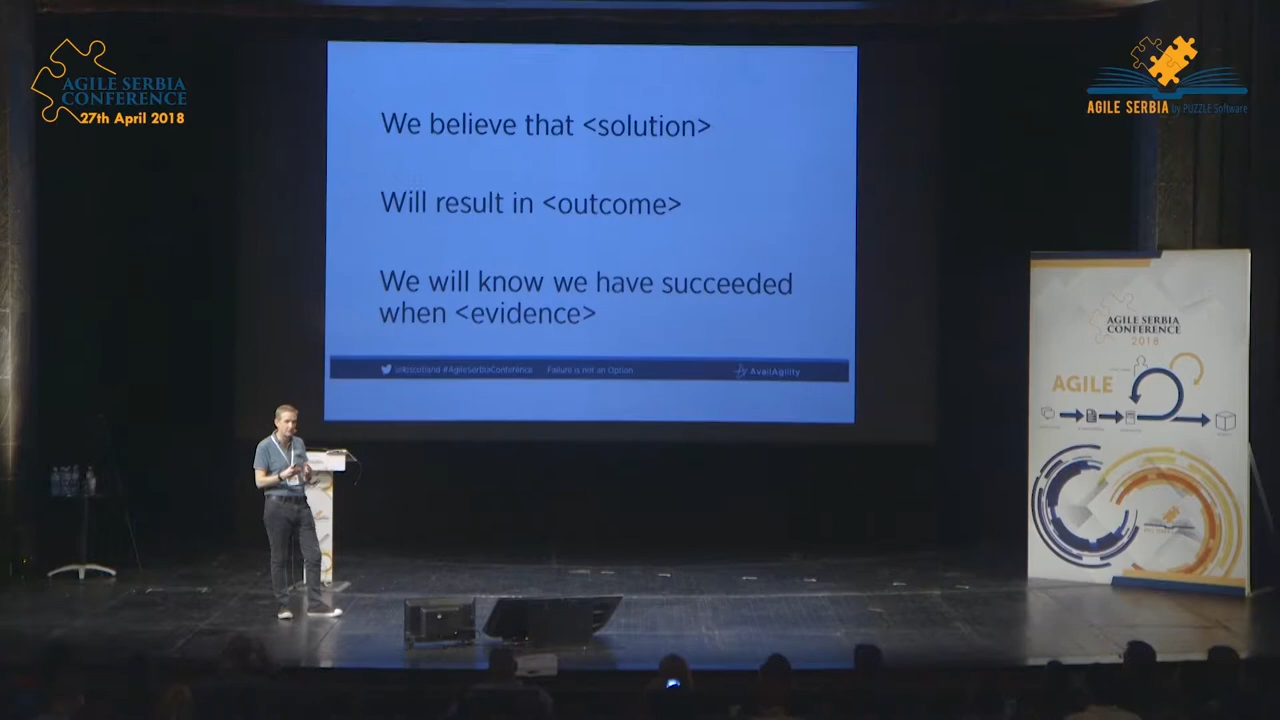 AGILE SERBIA
CONFERENCE
27th April 2018
AGILE SERBIA by PUZZLE Software
We believe that <solution>
Will result in <outcome>
We will know we have succeeded
when <evidence>
#AgileSerbiaConference Failure is not an Option AvailAgility
AGILE SERBIA
CONFERENCE
2018
AGILE